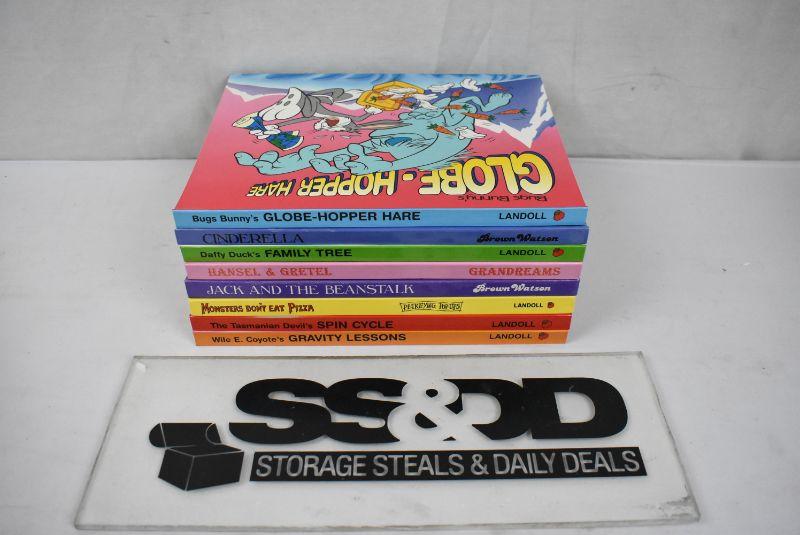 Bugs Bunny's
GLOBE-HOPPER HARE
Bugs Bunny's GLOBE-HOPPER HARE LANDOLL
CINDERELLA Brown Watson
Daffy Duck's FAMILY TREE LANDOLL
HANSEL & GRETEL GRANDREAMS
JACK AND THE BEANSTALK Brown Watson
MONSTERS DON'T EAT PIZZA LANDOLL
The Tasmanian Devil's SPIN CYCLE LANDOLL
Wile E. Coyote's GRAVITY LESSONS LANDOLL
SS&DD
STORAGE STEALS & DAILY DEALS